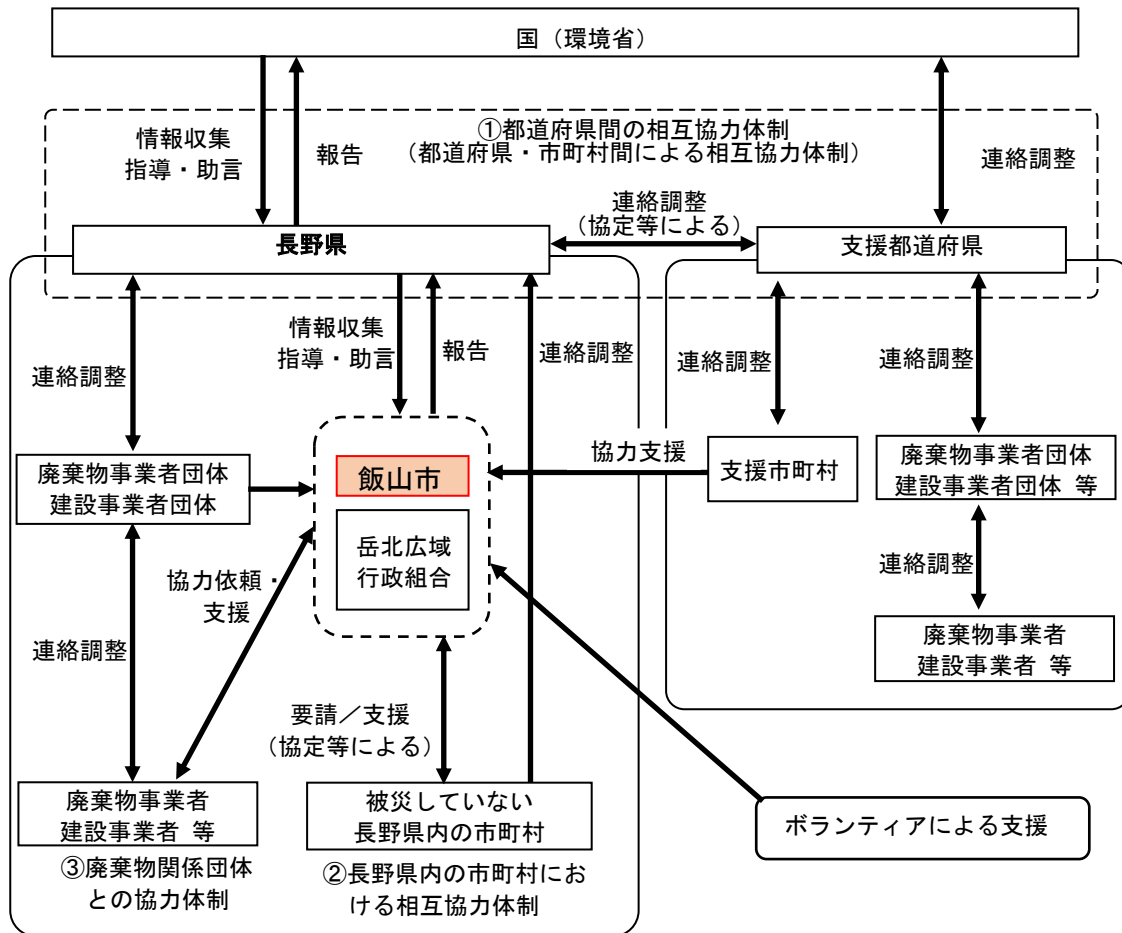 国（環境省）
①都道府県間の相互協力体制
（都道府県・市町村間による相互協力体制）
情報収集
指導・助言
報告
連絡調整
連絡調整
（協定等による）
長野県
支援都道府県
情報収集
指導・助言
報告
連絡調整
連絡調整
連絡調整
連絡調整
廃棄物事業者団体
建設事業者団体
飯山市
協力支援
支援市町村
廃棄物事業者団体
建設事業者団体 等
岳北広域
行政組合
協力依頼・
支援
連絡調整
連絡調整
廃棄物事業者
建設事業者 等
要請／支援
（協定等による）
廃棄物事業者
建設事業者 等
被災していない
長野県内の市町村
ボランティアによる支援
③廃棄物関係団体
との協力体制
②長野県内の市町村にお
ける相互協力体制